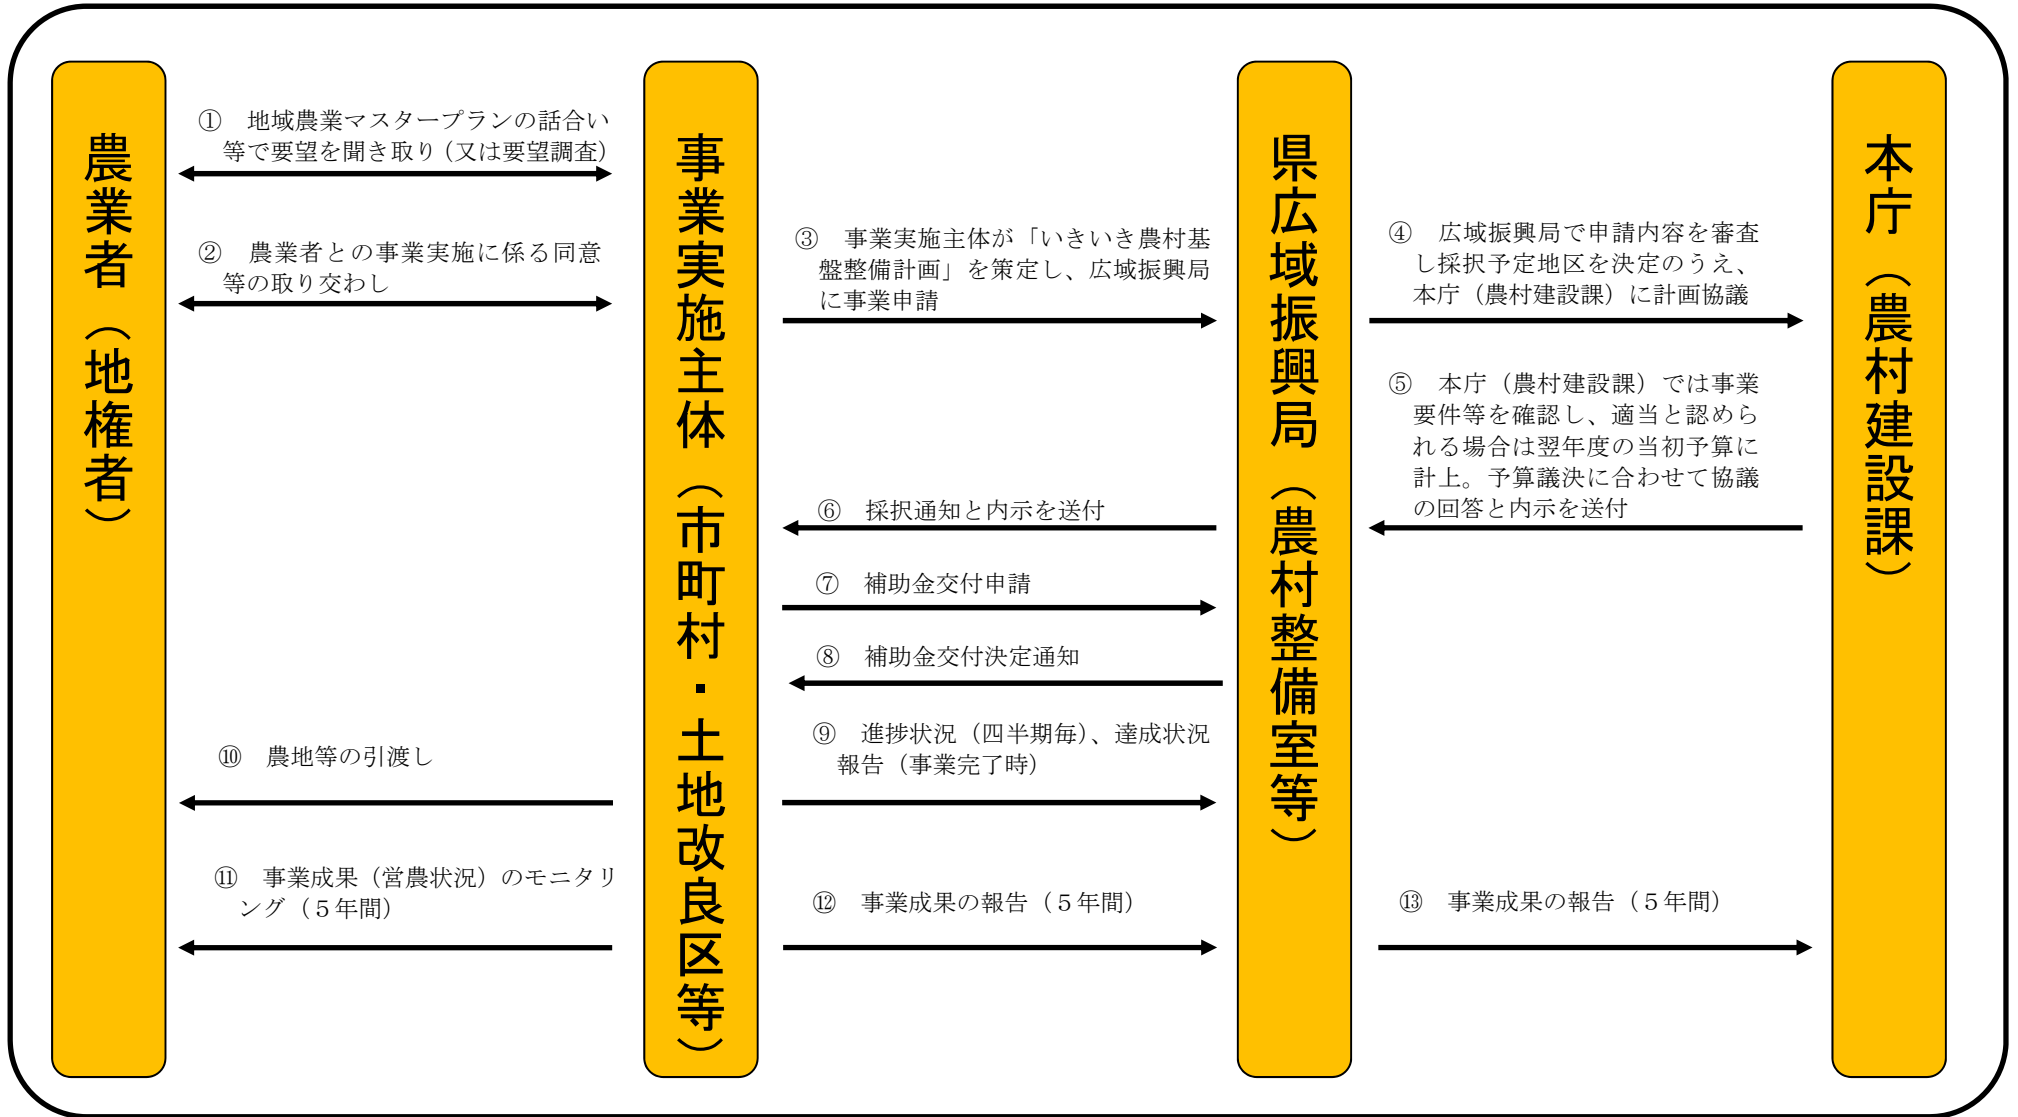 農業者（地権者）
① 地域農業マスタープランの話合い
等で要望を聞き取り（又は要望調査）
② 農業者との事業実施に係る同意
等の取り交わし
事業実施主体（市町村・土地改良区等）
③ 事業実施主体が「いきいき農村基
盤整備計画」を策定し、広域振興局
に事業申請
県広域振興局（農村整備室等）
④ 広域振興局で申請内容を審査
し採択予定地区を決定のうえ、
本庁（農村建設課）に計画協議
本庁（農村建設課）
⑤ 本庁（農村建設課）では事業
要件等を確認し、適当と認めら
れる場合は翌年度の当初予算に
計上。予算議決に合わせて協議
の回答と内示を送付
⑥ 採択通知と内示を送付
⑦ 補助金交付申請
⑧ 補助金交付決定通知
⑨ 進捗状況（四半期毎）、達成状況
報告（事業完了時）
⑩ 農地等の引渡し
⑪ 事業成果（営農状況）のモニタリ
ング（５年間）
⑫ 事業成果の報告（５年間）
⑬ 事業成果の報告（５年間）